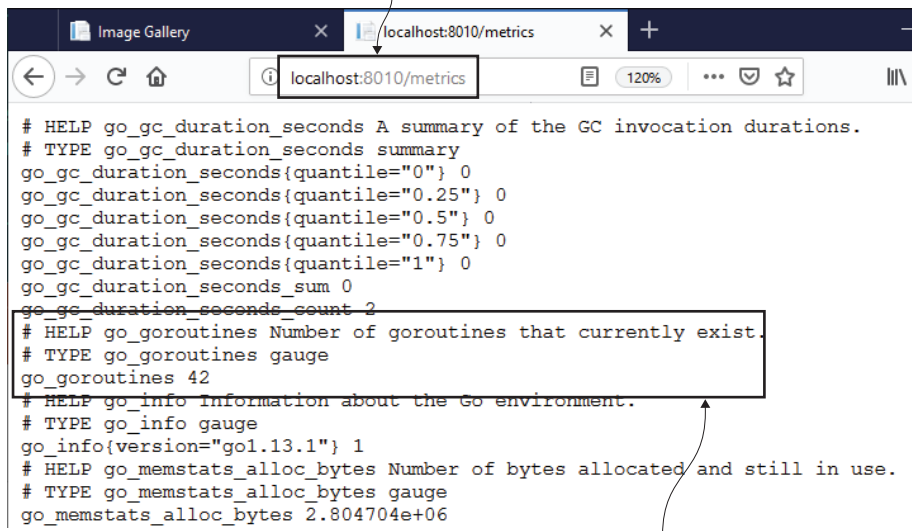 Image Gallery
localhost:8010/metrics
localhost:8010/metrics
120%
# HELP go_gc_duration_seconds A summary of the GC invocation durations.
# TYPE go_gc_duration_seconds summary
go_gc_duration_seconds{quantile="0"} 0
go_gc_duration_seconds{quantile="0.25"} 0
go_gc_duration_seconds{quantile="0.5"} 0
go_gc_duration_seconds{quantile="0.75"} 0
go_gc_duration_seconds{quantile="1"} 0
go_gc_duration_seconds_sum 0
go_gc_duration_seconds_count 2
# HELP go_goroutines Number of goroutines that currently exist.
# TYPE go_goroutines gauge
go_goroutines 42
# HELP go_info Information about the Go environment.
# TYPE go_info gauge
go_info{version="go1.13.1"} 1
# HELP go_memstats_alloc_bytes Number of bytes allocated and still in use.
# TYPE go_memstats_alloc_bytes gauge
go_memstats_alloc_bytes 2.804704e+06